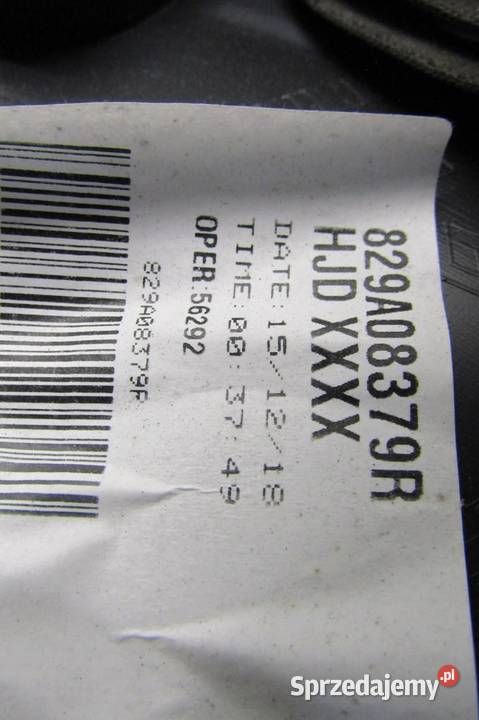 829A08379R
HJD XXXX
DATE:15/12/18
TIME:00:37:49
OPER:56292
829A08379R
Sprzedajemy.pl